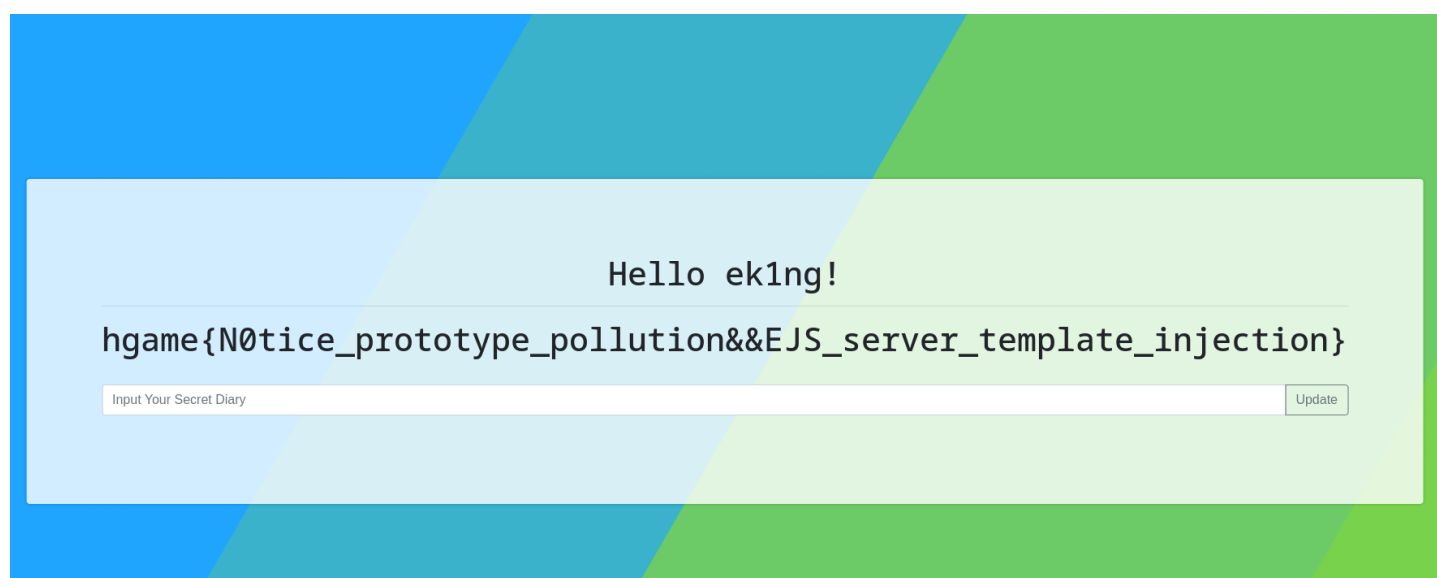 Hello ek1ng!
hgame{N0tice_prototype_pollution&&EJS_server_template_injection}
Input Your Secret Diary Update